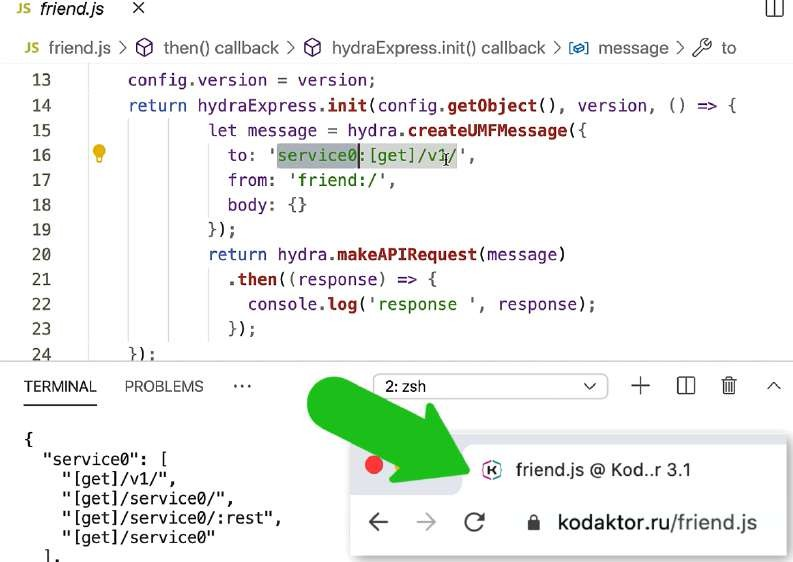 JS friend.js
JS friend.js > then() callback > hydraExpress.init() callback > message > to
13 config.version = version;
14 return hydraExpress.init(config.getObject(), version, () => {
15 let message = hydra.createUMFMessage({
16 to: 'service0:[get]/v1/',
17 from: 'friend:/',
18 body: {}
19 });
20 return hydra.makeAPIRequest(message)
21 .then((response) => {
22 console.log('response ', response);
23 });
24 });
TERMINAL PROBLEMS ··· 2: zsh
{
"service0": [
"[get]/v1/",
"[get]/service0/",
"[get]/service0/:rest",
"[get]/service0"
],
K friend.js @ Kod..r 3.1
kodaktor.ru/friend.js